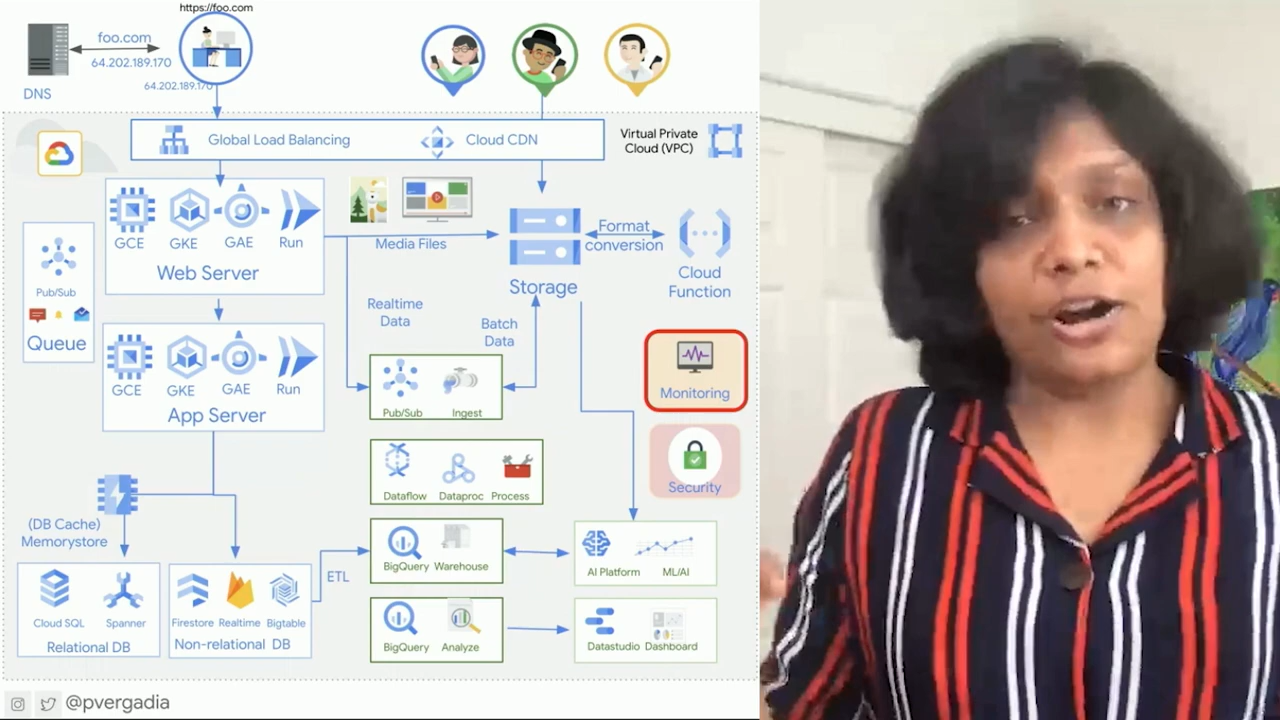 https://foo.com
foo.com
64.202.189.170
64.202.189.170
DNS
Global Load Balancing
Cloud CDN
Virtual Private
Cloud (VPC)
GCE
GKE
GAE
Run
Web Server
Media Files
Format
conversion
Storage
Cloud
Function
Pub/Sub
Queue
Realtime
Data
Batch
Data
GCE
GKE
GAE
Run
App Server
Pub/Sub
Ingest
Monitoring
Security
Dataflow
Dataproc
Process
(DB Cache)
Memorystore
BigQuery
Warehouse
AI Platform
ML/AI
ETL
Cloud SQL
Spanner
Relational DB
Firestore
Realtime
Bigtable
Non-relational DB
BigQuery
Analyze
Datastudio
Dashboard
@pvergadia